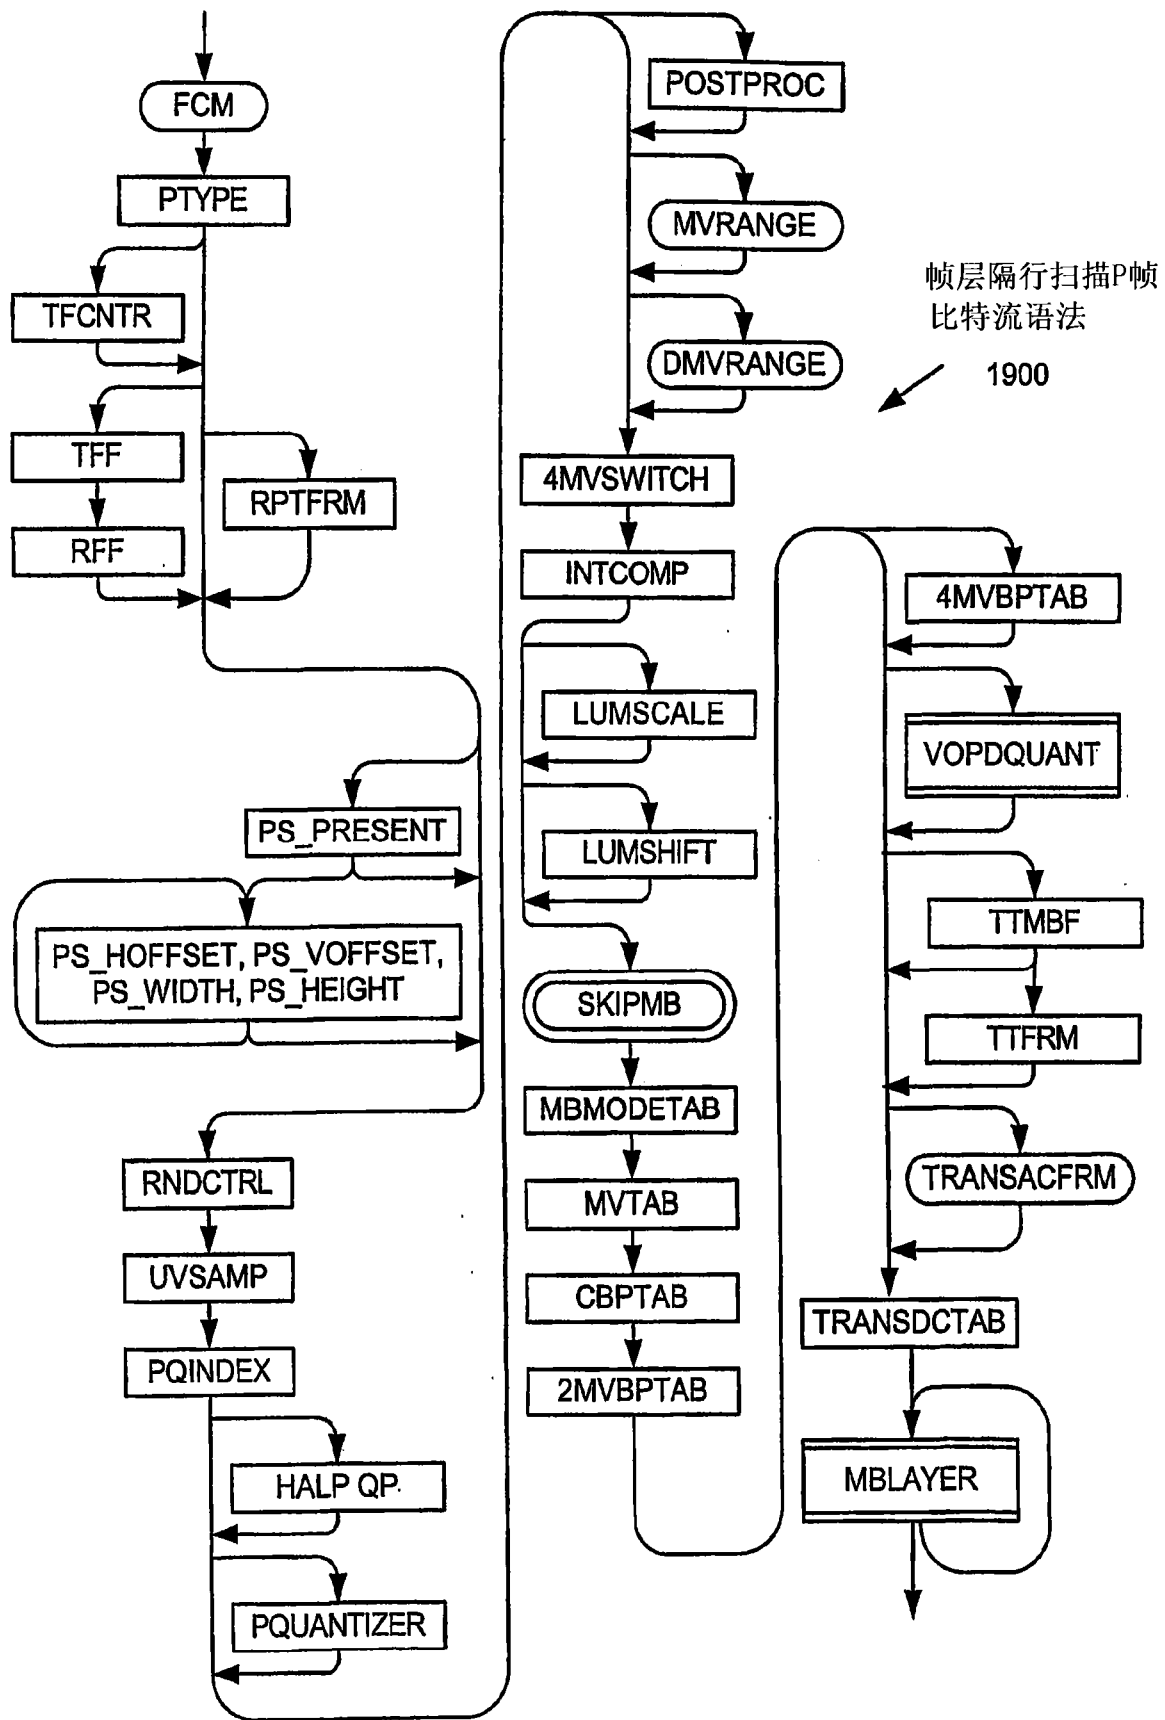 FCM
PTYPE
TFCNTR
TFF
RPTFRM
RFF
PS_PRESENT
PS_HOFFSET, PS_VOFFSET,
PS_WIDTH, PS_HEIGHT
RNDCTRL
UVSAMP
PQINDEX
HALP QP.
PQUANTIZER
POSTPROC
MVRANGE
DMVRANGE
4MVSWITCH
INTCOMP
LUMSCALE
LUMSHIFT
SKIPMB
MBMODETAB
MVTAB
CBPTAB
2MVBPTAB
帧层隔行扫描P帧
比特流语法
1900
4MVBPTAB
VOPDQUANT
TTMBF
TTFRM
TRANSACFRM
TRANSDCTAB
MBLAYER